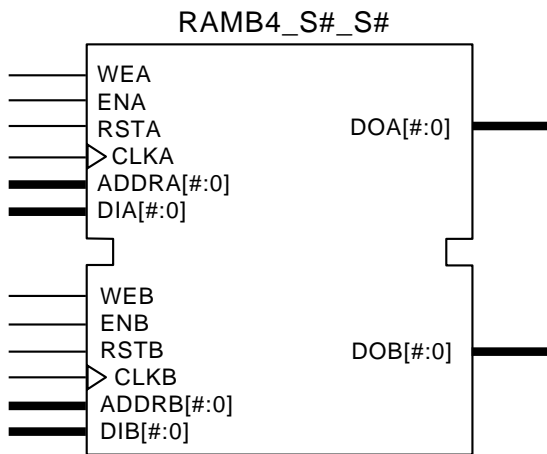 RAMB4_S#_S#
WEA
ENA
RSTA
CLKA
ADDRA[#:0]
DIA[#:0]
DOA[#:0]
WEB
ENB
RSTB
CLKB
ADDRB[#:0]
DIB[#:0]
DOB[#:0]